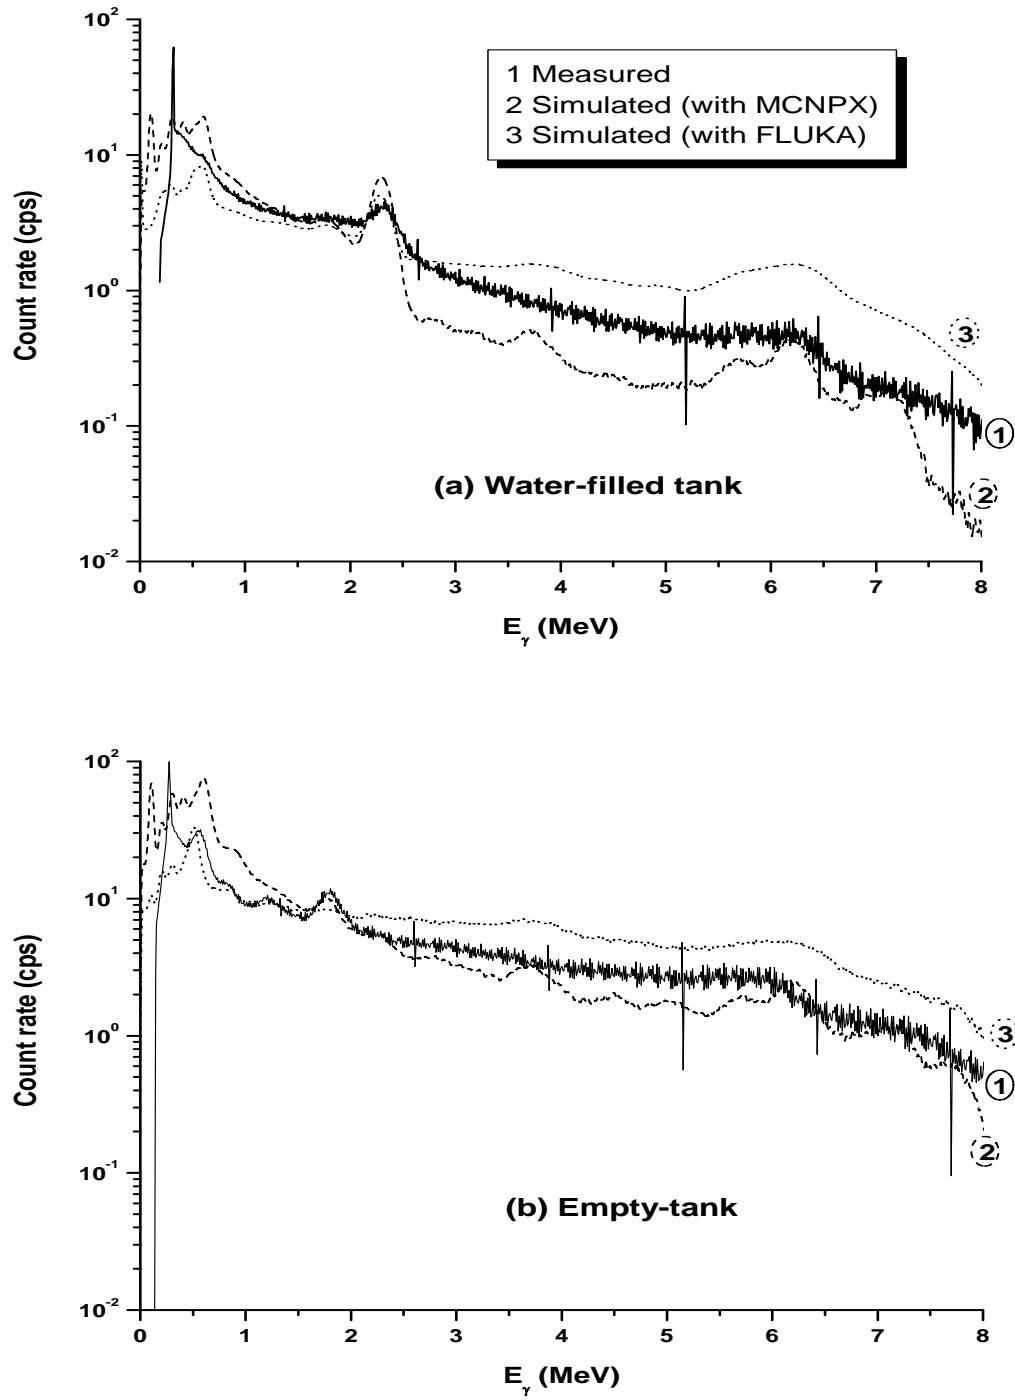 10²
1 Measured
2 Simulated (with MCNPX)
3 Simulated (with FLUKA)
10¹
Count rate (cps)
10⁰
3
10⁻¹
1
(a) Water-filled tank
2
10⁻²
0 1 2 3 4 5 6 7 8
Eγ (MeV)
10²
10¹
Count rate (cps)
10⁰
3
1
2
10⁻¹
(b) Empty-tank
10⁻²
0 1 2 3 4 5 6 7 8
Eγ (MeV)